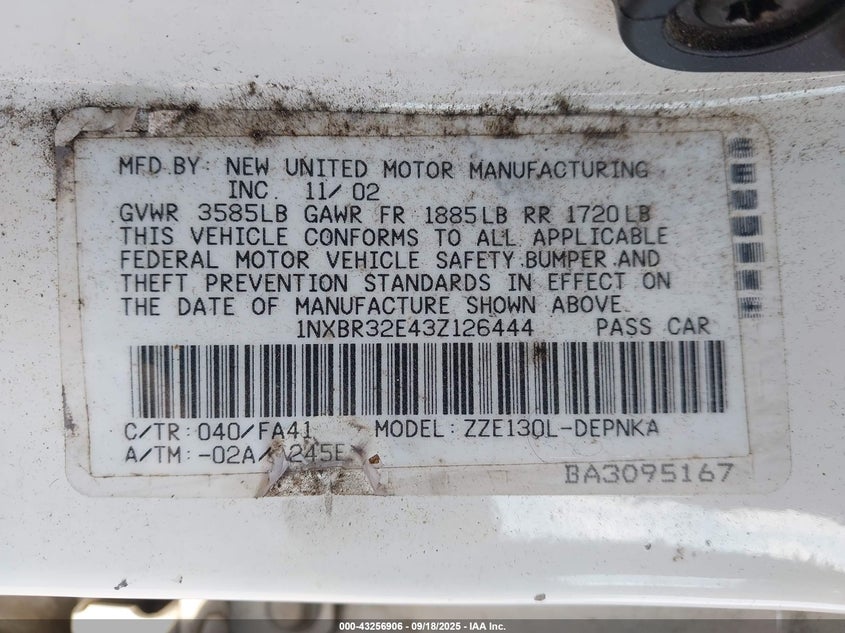 MFD.BY: NEW UNITED MOTOR MANUFACTURING
INC. 11/02
GVWR 3585LB GAWR FR 1885LB RR 1720LB
THIS VEHICLE CONFORMS TO ALL APPLICABLE
FEDERAL MOTOR VEHICLE SAFETY.BUMPER.AND
THEFT PREVENTION STANDARDS IN EFFECT ON
THE DATE OF MANUFACTURE SHOWN ABOVE.
1NXBR32E43Z126444 PASS CAR
C/TR:040/FA41 MODEL:ZZE130L-DEPNKA
A/TM:-02A/ 245E
BA3095167
000-43256906 - 09/18/2025 - IAA Inc.